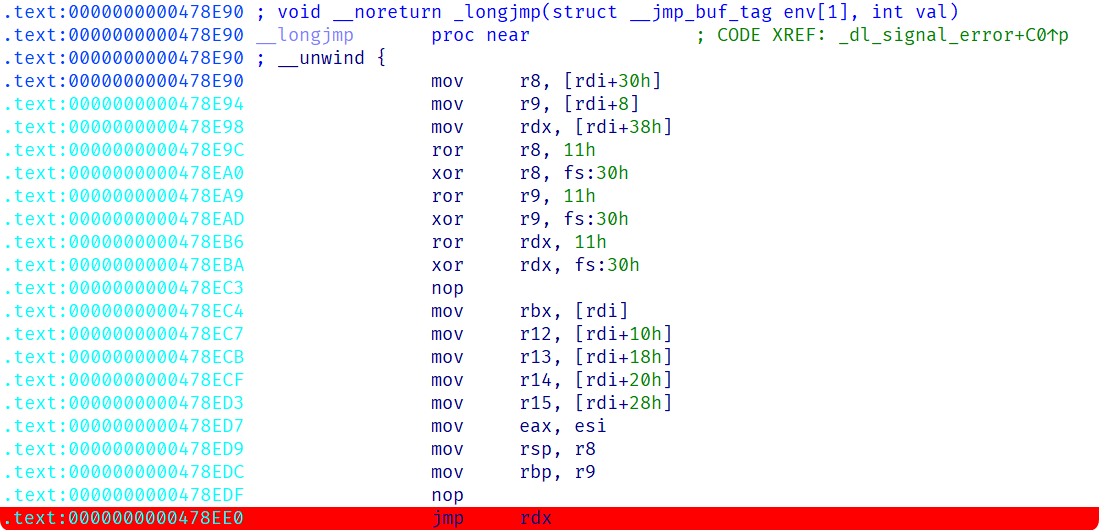 .text:0000000000478E90 ; void __noreturn _longjmp(struct __jmp_buf_tag env[1], int val)
.text:0000000000478E90 __longjmp       proc near               ; CODE XREF: _dl_signal_error+C0↑p
.text:0000000000478E90 ; __unwind {
.text:0000000000478E90                 mov     r8, [rdi+30h]
.text:0000000000478E94                 mov     r9, [rdi+8]
.text:0000000000478E98                 mov     rdx, [rdi+38h]
.text:0000000000478E9C                 ror     r8, 11h
.text:0000000000478EA0                 xor     r8, fs:30h
.text:0000000000478EA9                 ror     r9, 11h
.text:0000000000478EAD                 xor     r9, fs:30h
.text:0000000000478EB6                 ror     rdx, 11h
.text:0000000000478EBA                 xor     rdx, fs:30h
.text:0000000000478EC3                 nop
.text:0000000000478EC4                 mov     rbx, [rdi]
.text:0000000000478EC7                 mov     r12, [rdi+10h]
.text:0000000000478ECB                 mov     r13, [rdi+18h]
.text:0000000000478ECF                 mov     r14, [rdi+20h]
.text:0000000000478ED3                 mov     r15, [rdi+28h]
.text:0000000000478ED7                 mov     eax, esi
.text:0000000000478ED9                 mov     rsp, r8
.text:0000000000478EDC                 mov     rbp, r9
.text:0000000000478EDF                 nop
.text:0000000000478EE0                 jmp     rdx